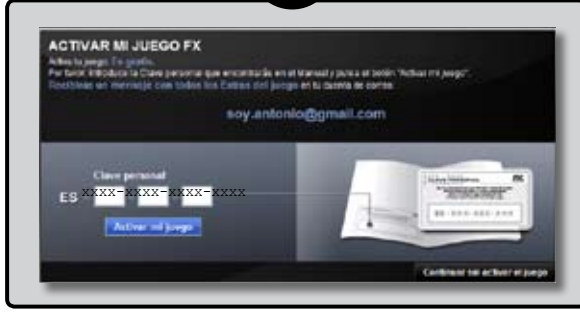 ACTIVAR MI JUEGO FX
Activa tu juego. Es gratis.
Por favor, introduce la Clave personal que encontrarás en el Manual y pulsa el botón "Activar mi juego".
Recibirás un mensaje con todos los Extras del juego en tu cuenta de correo:
soy.antonio@gmail.com
Clave personal
ES xxxx-xxxx-xxxx-xxxx
Activar mi juego
Continuar sin activar el juego